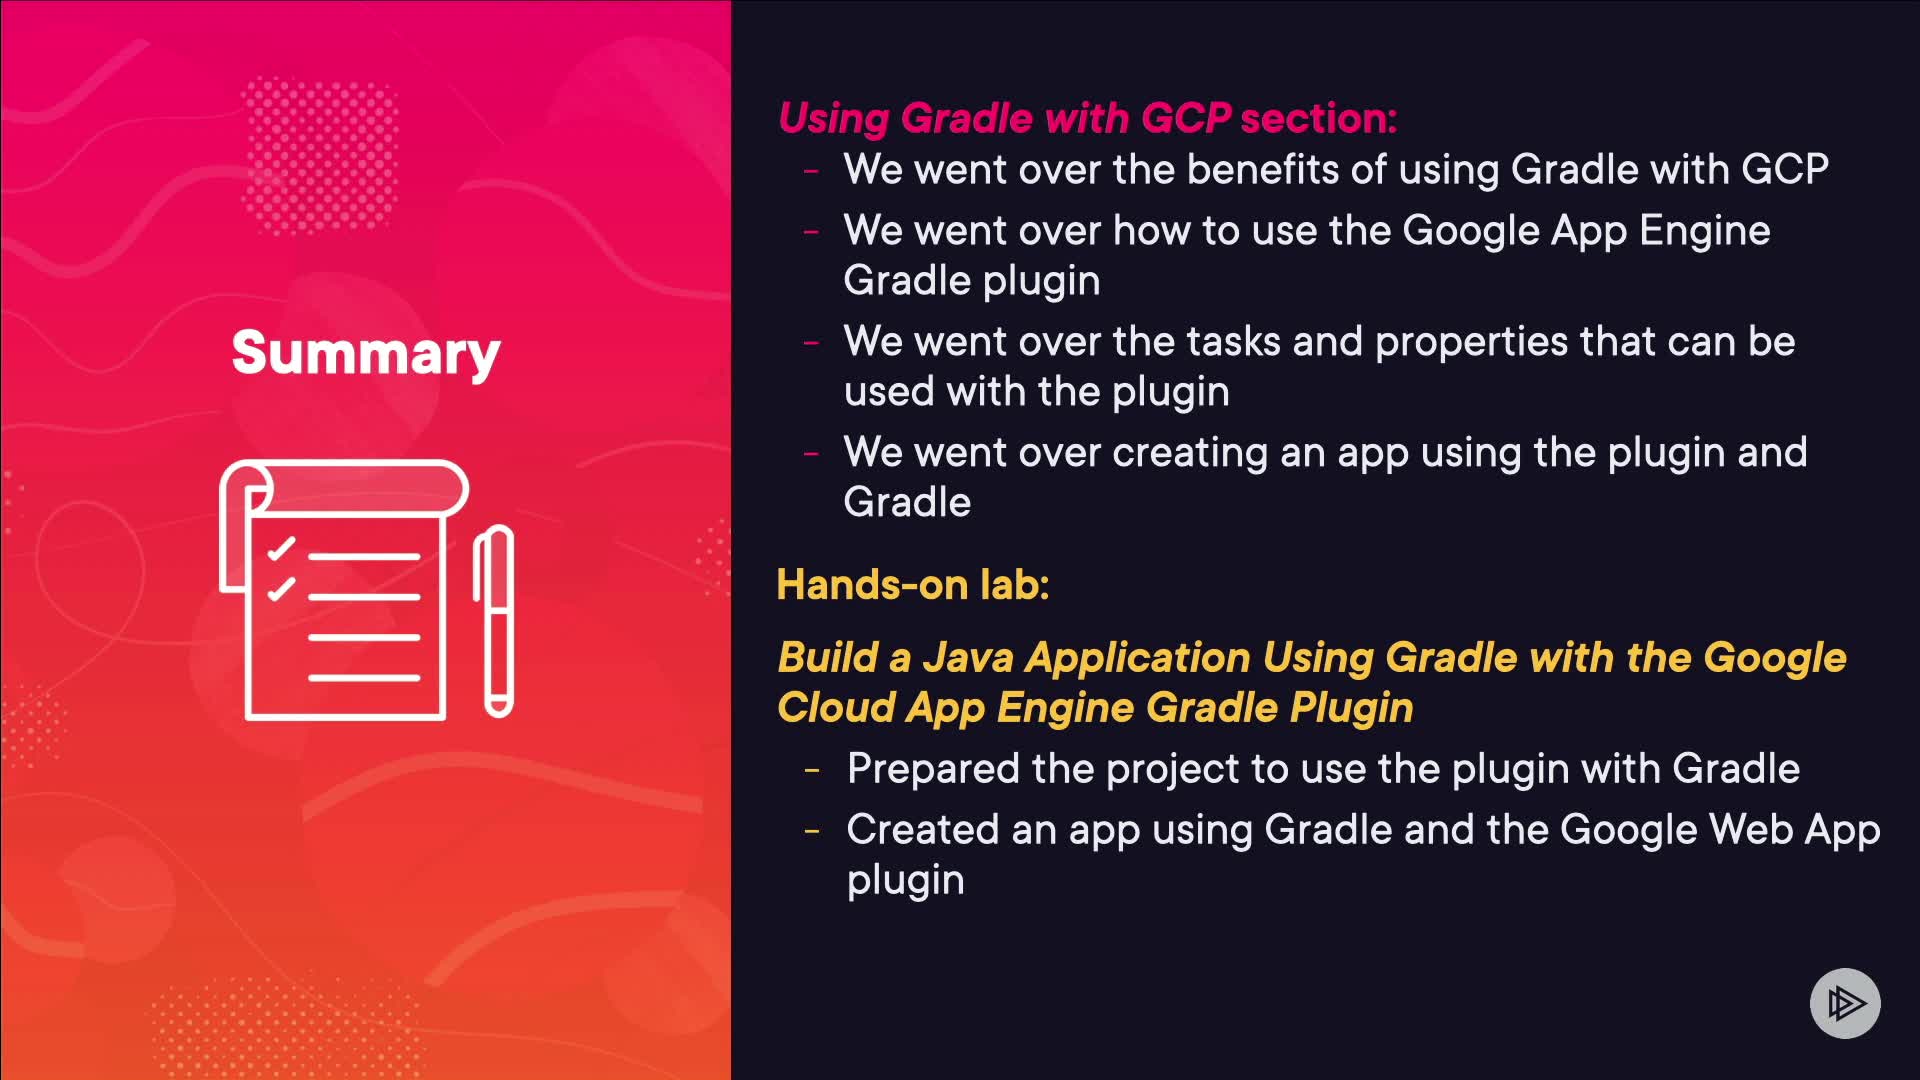 Summary
Using Gradle with GCP section:
- We went over the benefits of using Gradle with GCP
- We went over how to use the Google App Engine
Gradle plugin
- We went over the tasks and properties that can be
used with the plugin
- We went over creating an app using the plugin and
Gradle
Hands-on lab:
Build a Java Application Using Gradle with the Google
Cloud App Engine Gradle Plugin
- Prepared the project to use the plugin with Gradle
- Created an app using Gradle and the Google Web App
plugin